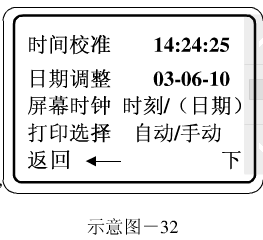 时间校准 14:24:25
日期调整 03-06-10
屏幕时钟 时刻/（日期）
打印选择 自动/手动
返回 ← 下
示意图－32